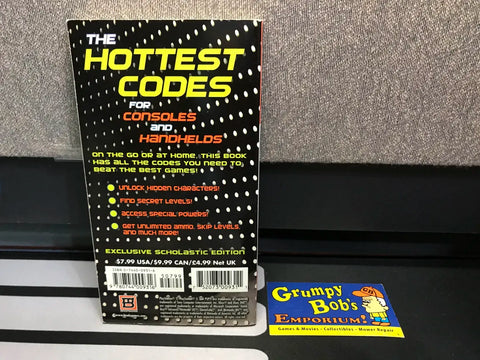 THE
HOTTEST
CODES
FOR
CONSOLES
AND
HANDHELDS
ON THE GO OR AT HOME, THIS BOOK
HAS ALL THE CODES YOU NEED TO
BEAT THE BEST GAMES!
UNLOCK HIDDEN CHARACTERS!
FIND SECRET LEVELS!
ACCESS SPECIAL POWERS!
GET UNLIMITED AMMO, SKIP LEVELS,
AND MUCH MORE!
EXCLUSIVE SCHOLASTIC EDITION
$7.99 USA/$9.99 CAN/£4.99 Net UK
50799
Grumpy
Bob's
EMPORIUM!
Games & Movies - Collectibles - Mower Repair